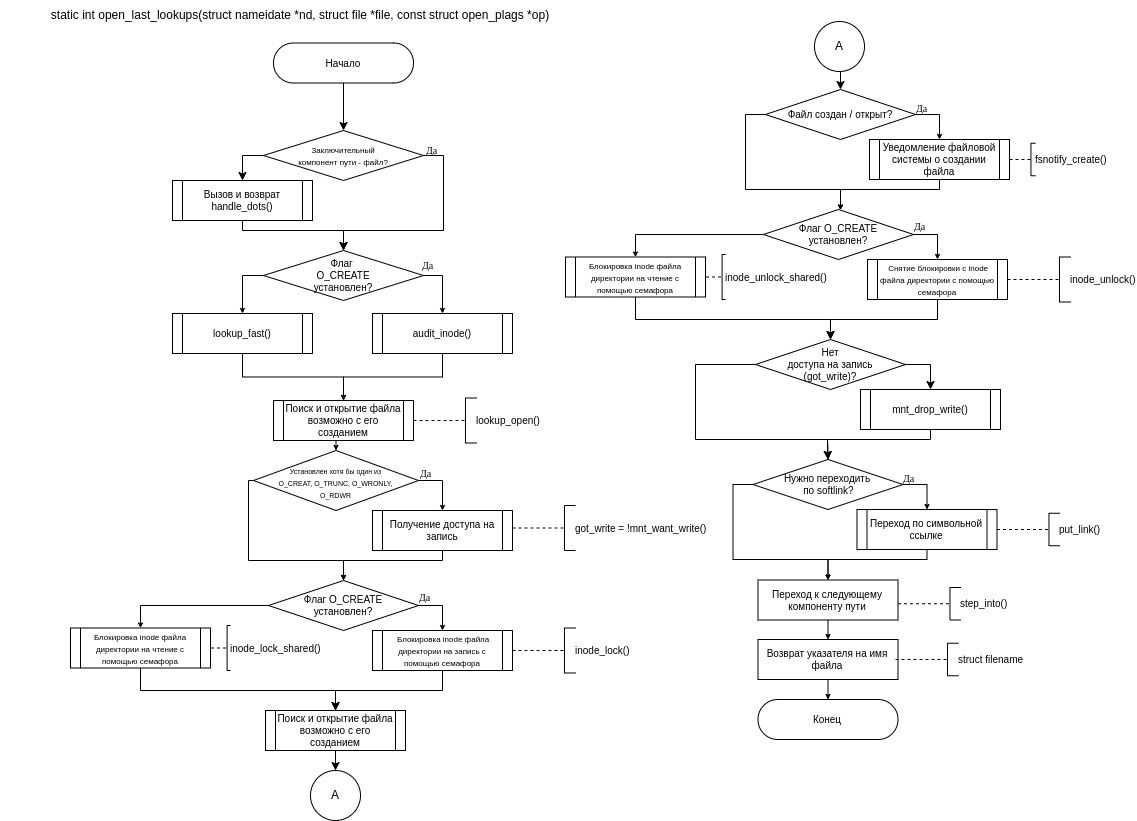 static int open_last_lookups(struct nameidate *nd, struct file *file, const struct open_plags *op)
Начало
Заключительный
компонент пути - файл?
Да
Вызов и возврат
handle_dots()
Флаг
O_CREATE
установлен?
Да
lookup_fast()
audit_inode()
Поиск и открытие файла
возможно с его
созданием
lookup_open()
Установлен хотя бы один из
O_CREAT, O_TRUNC, O_WRONLY,
O_RDWR
Да
Получение доступа на
запись
got_write = !mnt_want_write()
Флаг O_CREATE
установлен?
Да
Блокировка inode файла
директории на чтение с
помощью семафора
inode_lock_shared()
Блокировка inode файла
директории на запись с
помощью семафора
inode_lock()
Поиск и открытие файла
возможно с его
созданием
A
A
Файл создан / открыт?
Да
Уведомление файловой
системы о создании
файла
fsnotify_create()
Флаг O_CREATE
установлен?
Да
Блокировка inode файла
директории на чтение с
помощью семафора
inode_unlock_shared()
Снятие блокировки с inode
файла директории с помощью
семафора
inode_unlock()
Нет
доступа на запись
(got_write)?
mnt_drop_write()
Нужно переходить
по softlink?
Да
Переход по символьной
ссылке
put_link()
Переход к следующему
компоненту пути
step_into()
Возврат указателя на имя
файла
struct filename
Конец